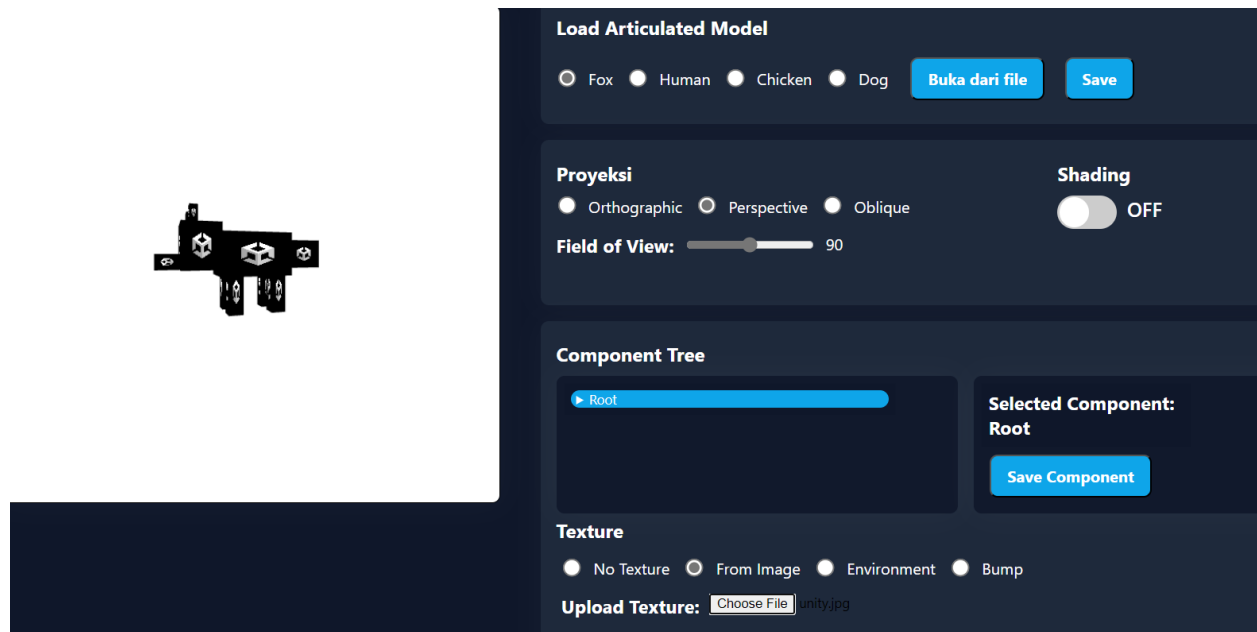 Load Articulated Model
Fox Human Chicken Dog Buka dari file Save
Proyeksi
Shading
Orthographic Perspective Oblique
OFF
Field of View: 90
Component Tree
Root
Selected Component:
Root
Save Component
Texture
No Texture From Image Environment Bump
Upload Texture: Choose File unity.jpg